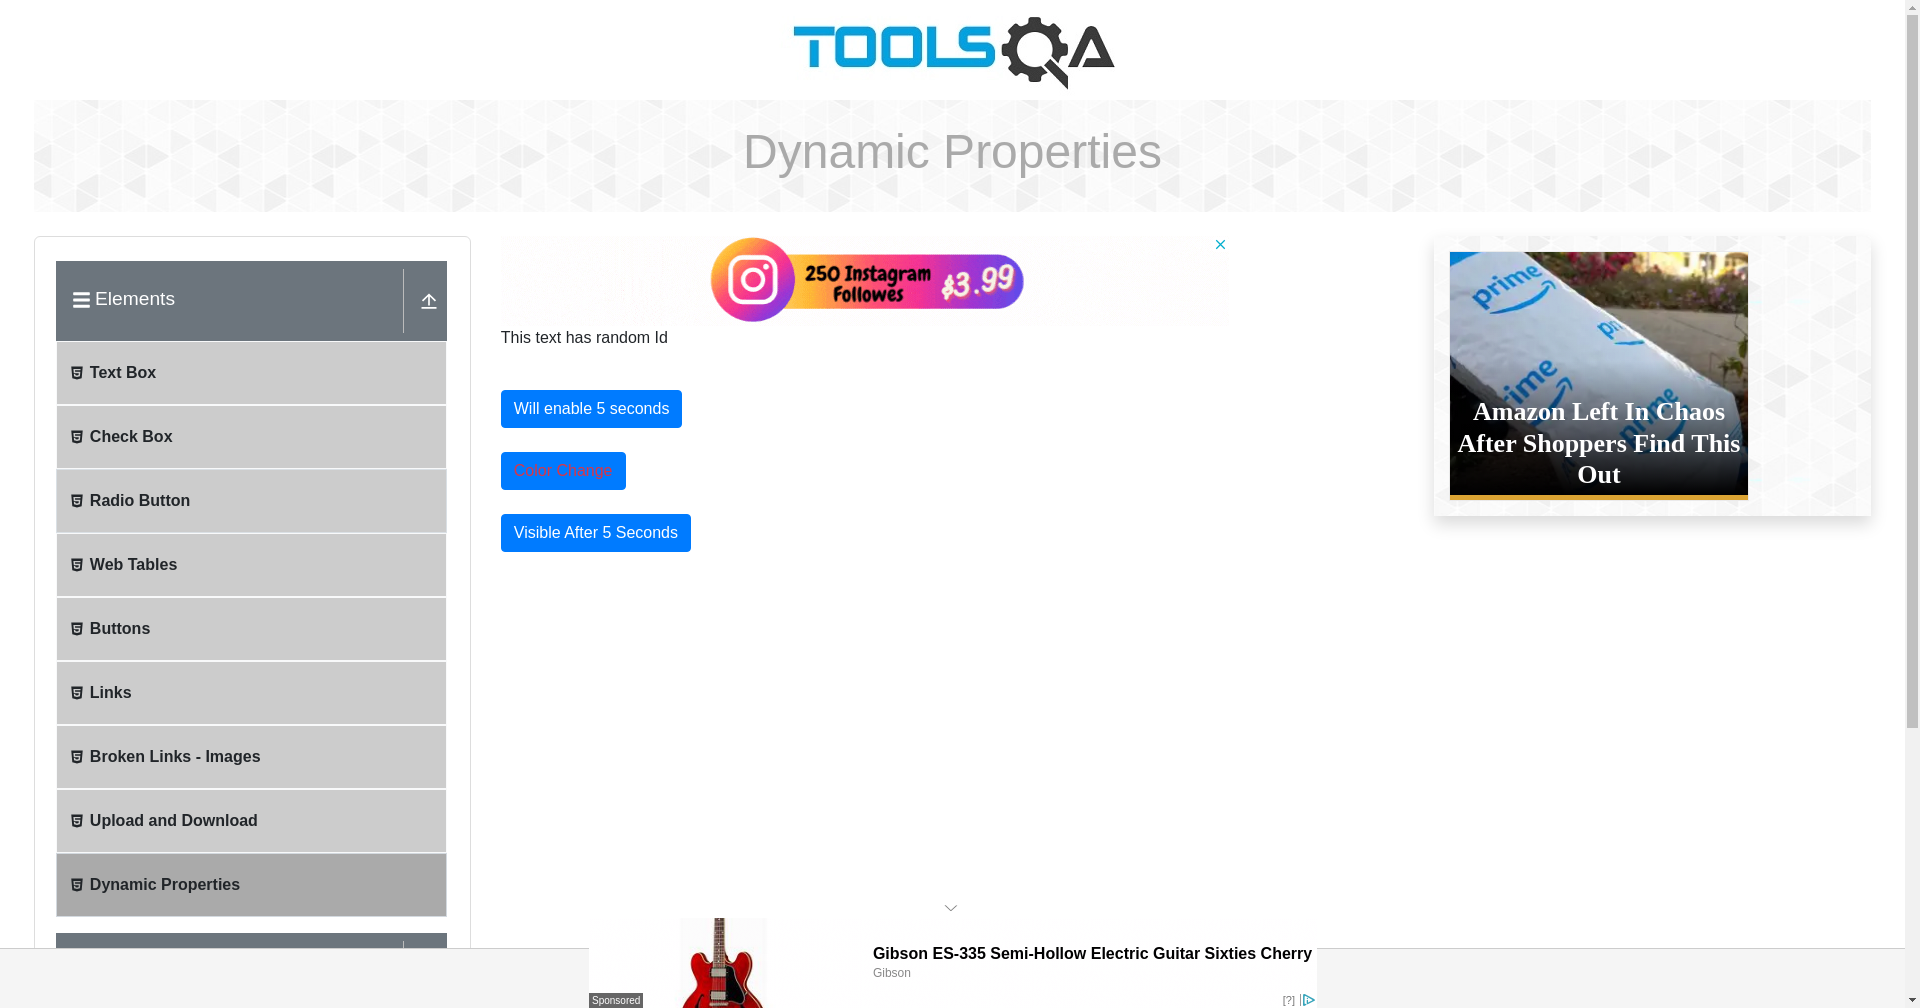 TOOLSQA
Dynamic Properties
Elements
Text Box
Check Box
Radio Button
Web Tables
Buttons
Links
Broken Links - Images
Upload and Download
Dynamic Properties
250 Instagram
Followes
$3.99
This text has random Id
Will enable 5 seconds
Color Change
Visible After 5 Seconds
prime
prime
prime
Amazon Left In Chaos
After Shoppers Find This
Out
Gibson ES-335 Semi-Hollow Electric Guitar Sixties Cherry
Gibson
Sponsored
[?]